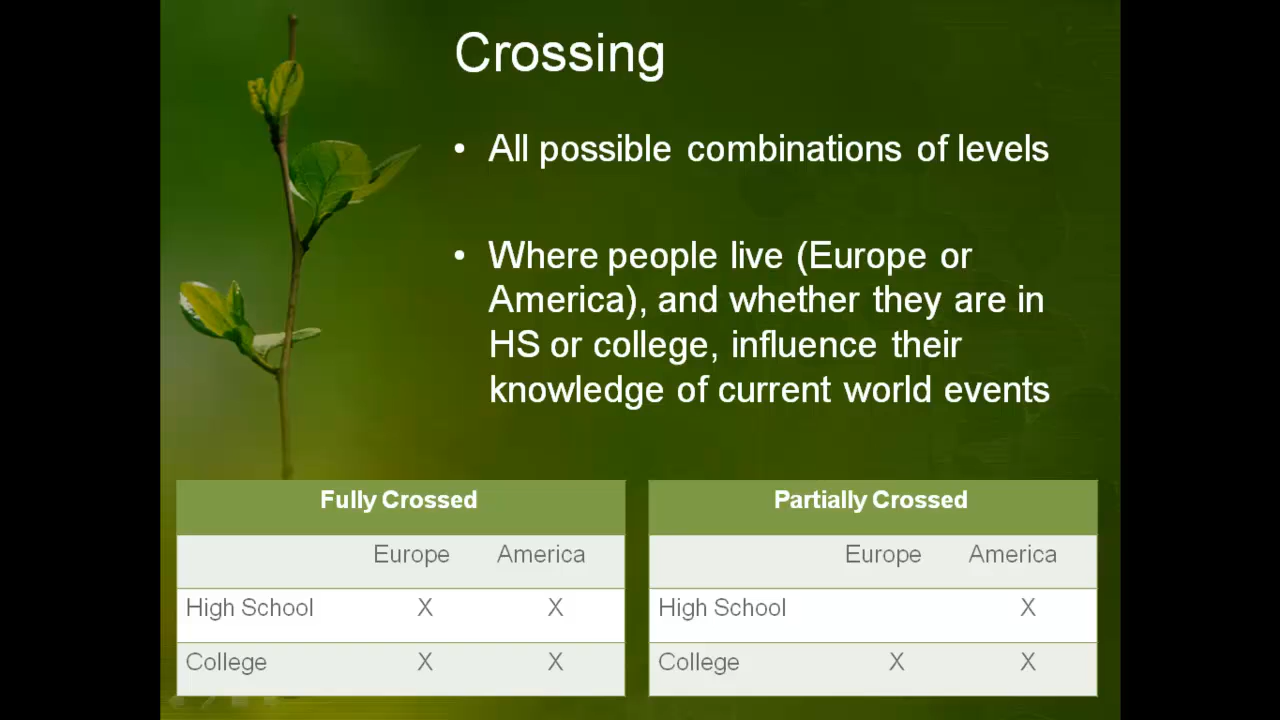 Crossing
• All possible combinations of levels
• Where people live (Europe or
America), and whether they are in
HS or college, influence their
knowledge of current world events
Fully Crossed
Europe America
High School X X
College X X
Partially Crossed
Europe America
High School X
College X X